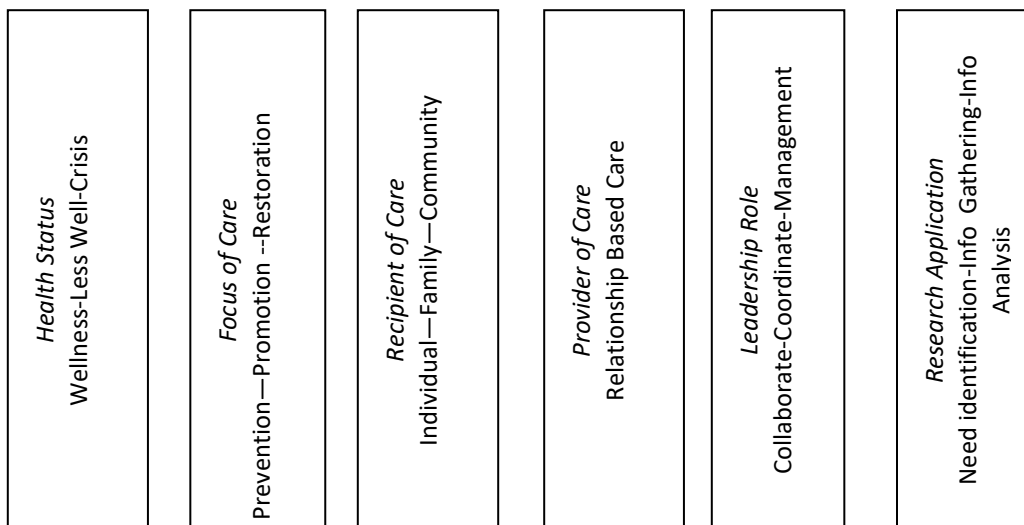 Health Status
Wellness-Less Well-Crisis
Focus of Care
Prevention—Promotion --Restoration
Recipient of Care
Individual—Family—Community
Provider of Care
Relationship Based Care
Leadership Role
Collaborate-Coordinate-Management
Research Application
Need identification-Info  Gathering-Info
Analysis